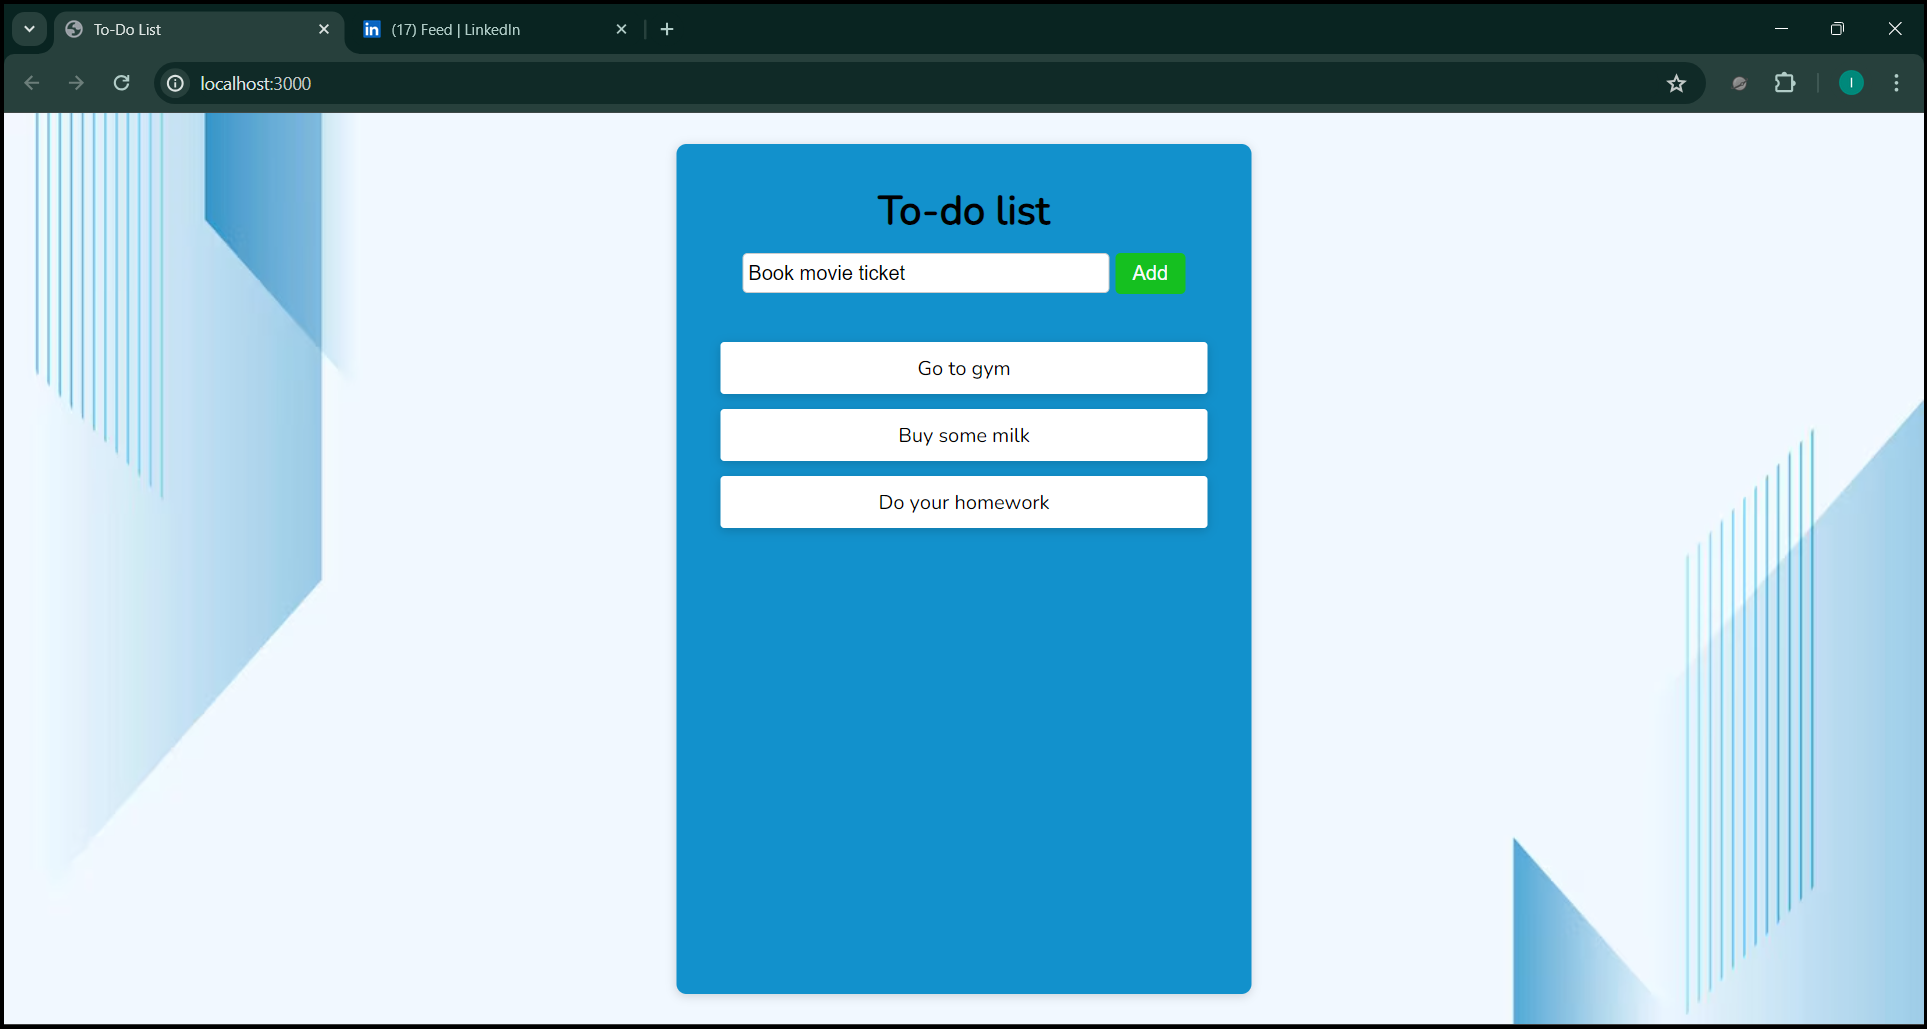 To-Do List
in (17) Feed | LinkedIn
localhost:3000
I
To-do list
Book movie ticket Add
Go to gym
Buy some milk
Do your homework